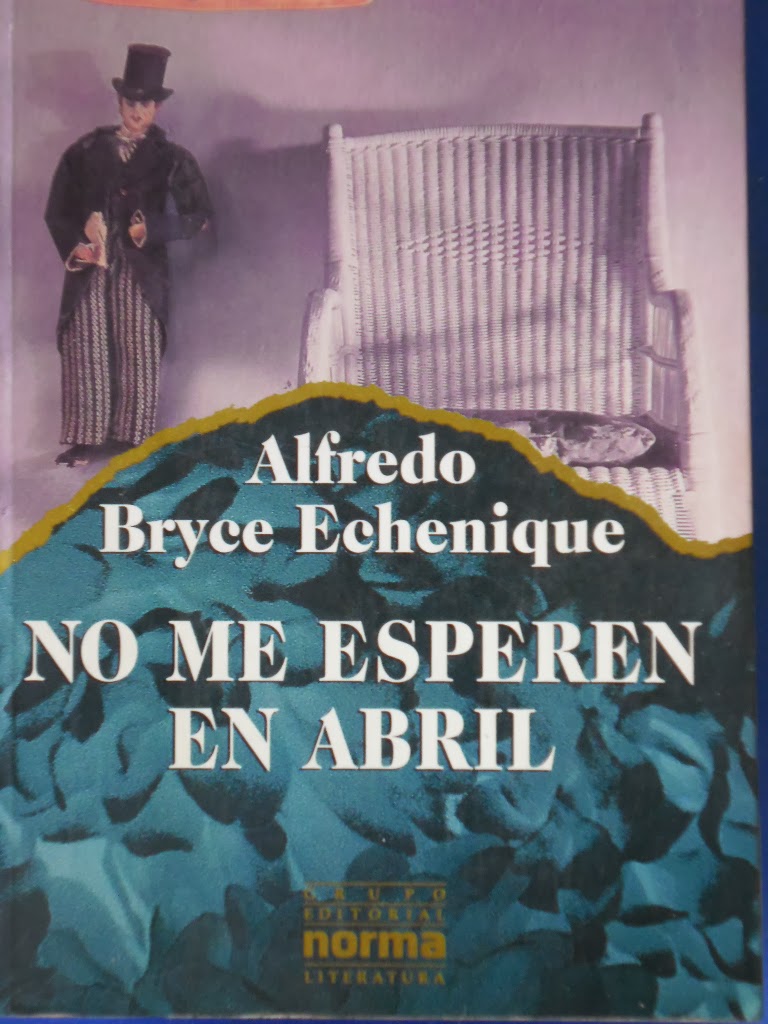 Alfredo
Bryce Echenique
NO ME ESPEREN
EN ABRIL
GRUPO
EDITORIAL
norma
LITERATURA